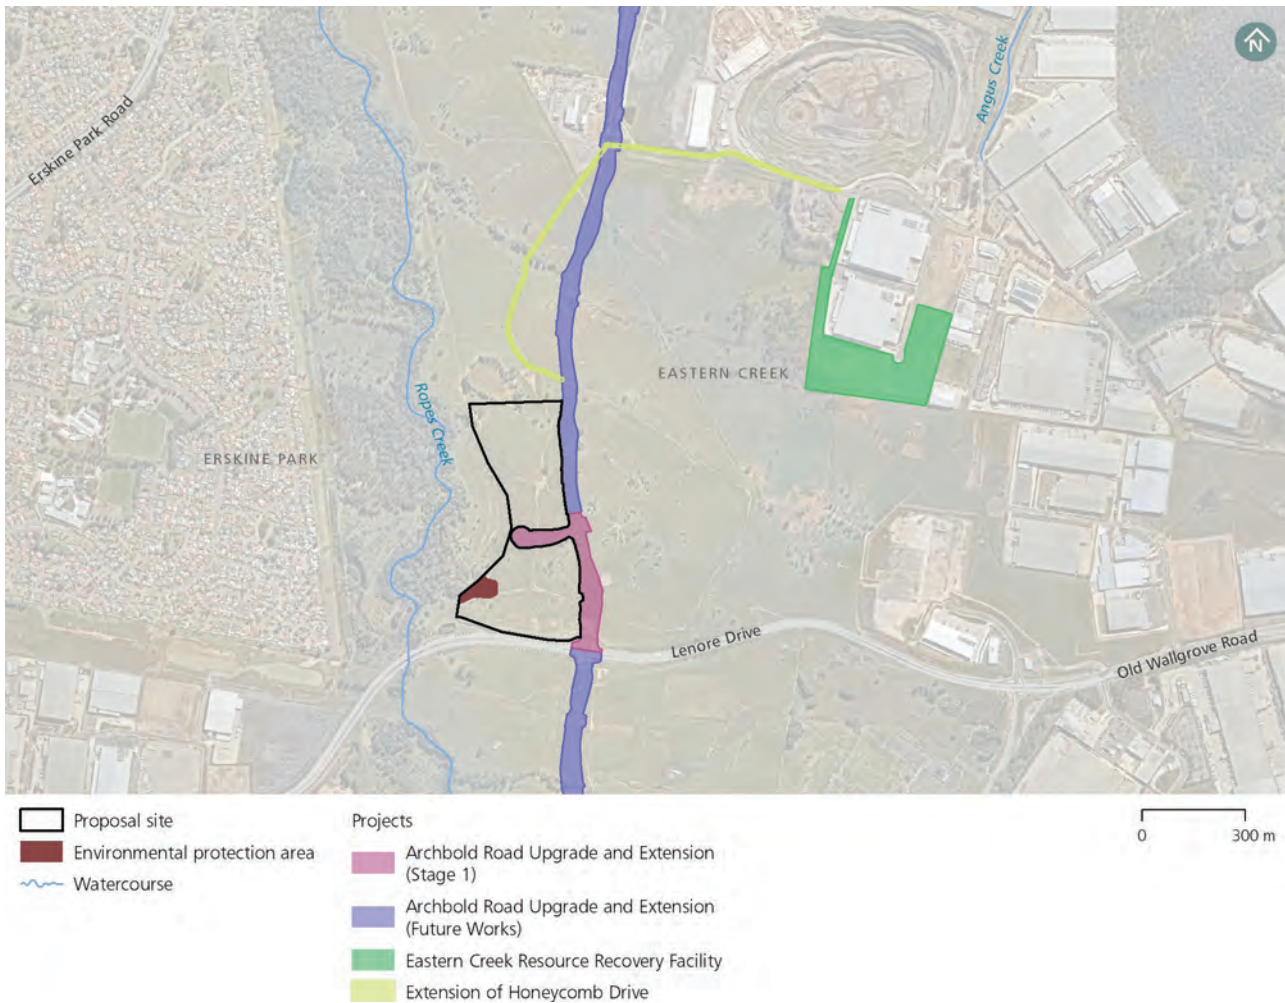 N
Angus Creek
Erskine Park Road
EASTERN CREEK
Ropes Creek
ERSKINE PARK
Lenore Drive
Old Wallgrove Road
Proposal site
Environmental protection area
Watercourse
Projects
Archbold Road Upgrade and Extension
(Stage 1)
Archbold Road Upgrade and Extension
(Future Works)
Eastern Creek Resource Recovery Facility
Extension of Honeycomb Drive
0 300 m